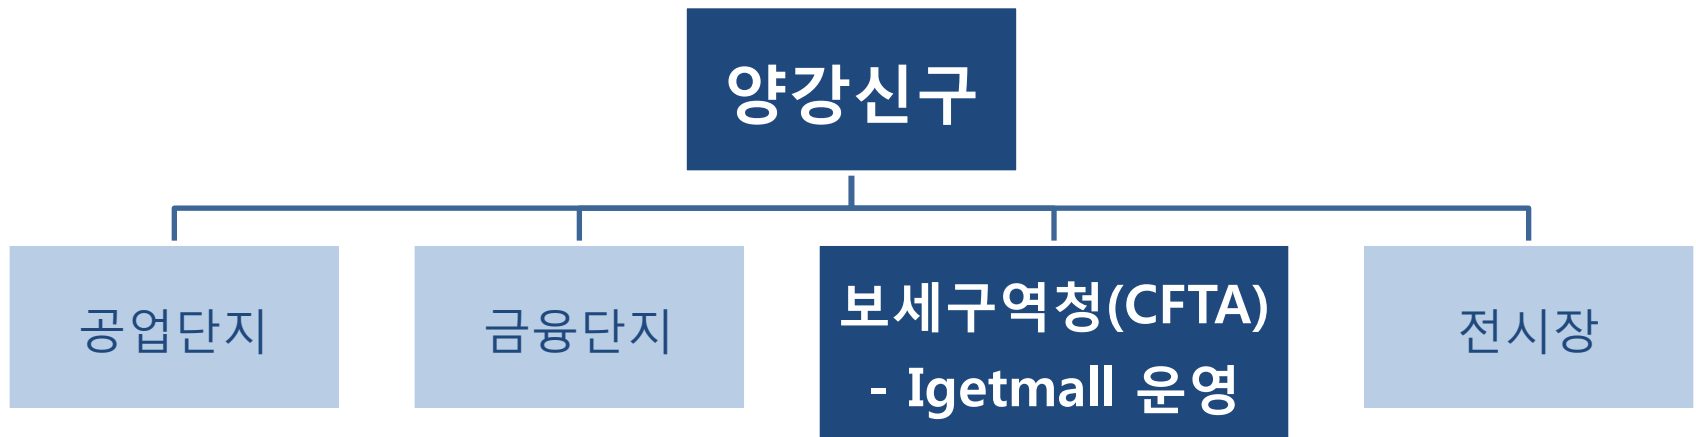 양강신구
공업단지
금융단지
보세구역청(CFTA)
- Igetmall 운영
전시장